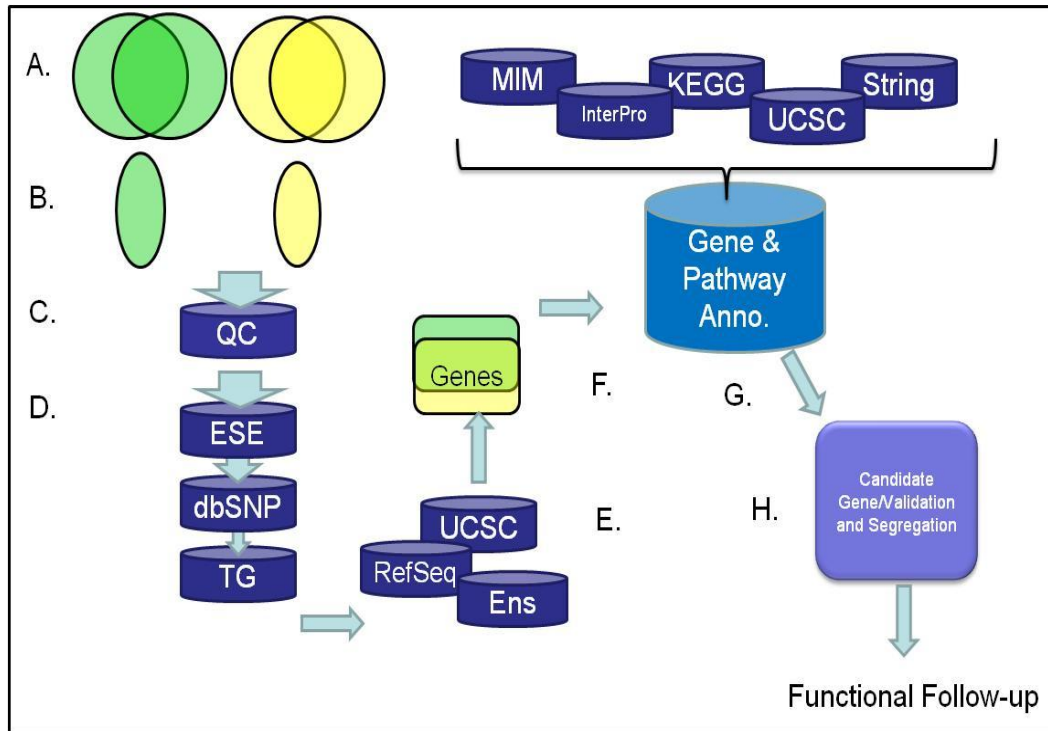 A.
B.
C.
QC
D.
ESE
dbSNP
TG
UCSC
RefSeq
Ens
E.
Genes
F.
MIM
InterPro
KEGG
UCSC
String
Gene &
Pathway
Anno.
G.
H.
Candidate
Gene/Validation
and Segregation
Functional Follow-up